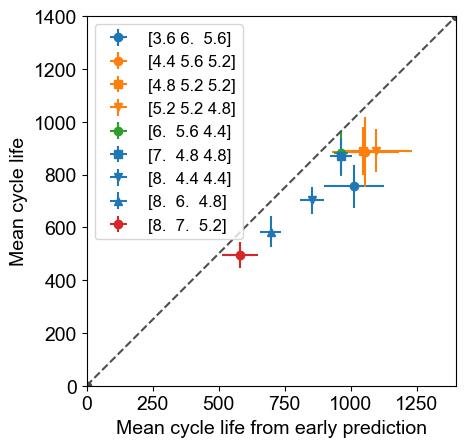 1400
1200
1000
800
600
400
200
0
Mean cycle life
[3.6 6.  5.6]
[4.4 5.6 5.2]
[4.8 5.2 5.2]
[5.2 5.2 4.8]
[6.  5.6 4.4]
[7.  4.8 4.8]
[8.  4.4 4.4]
[8.  6.  4.8]
[8.  7.  5.2]
0 250 500 750 1000 1250
Mean cycle life from early prediction